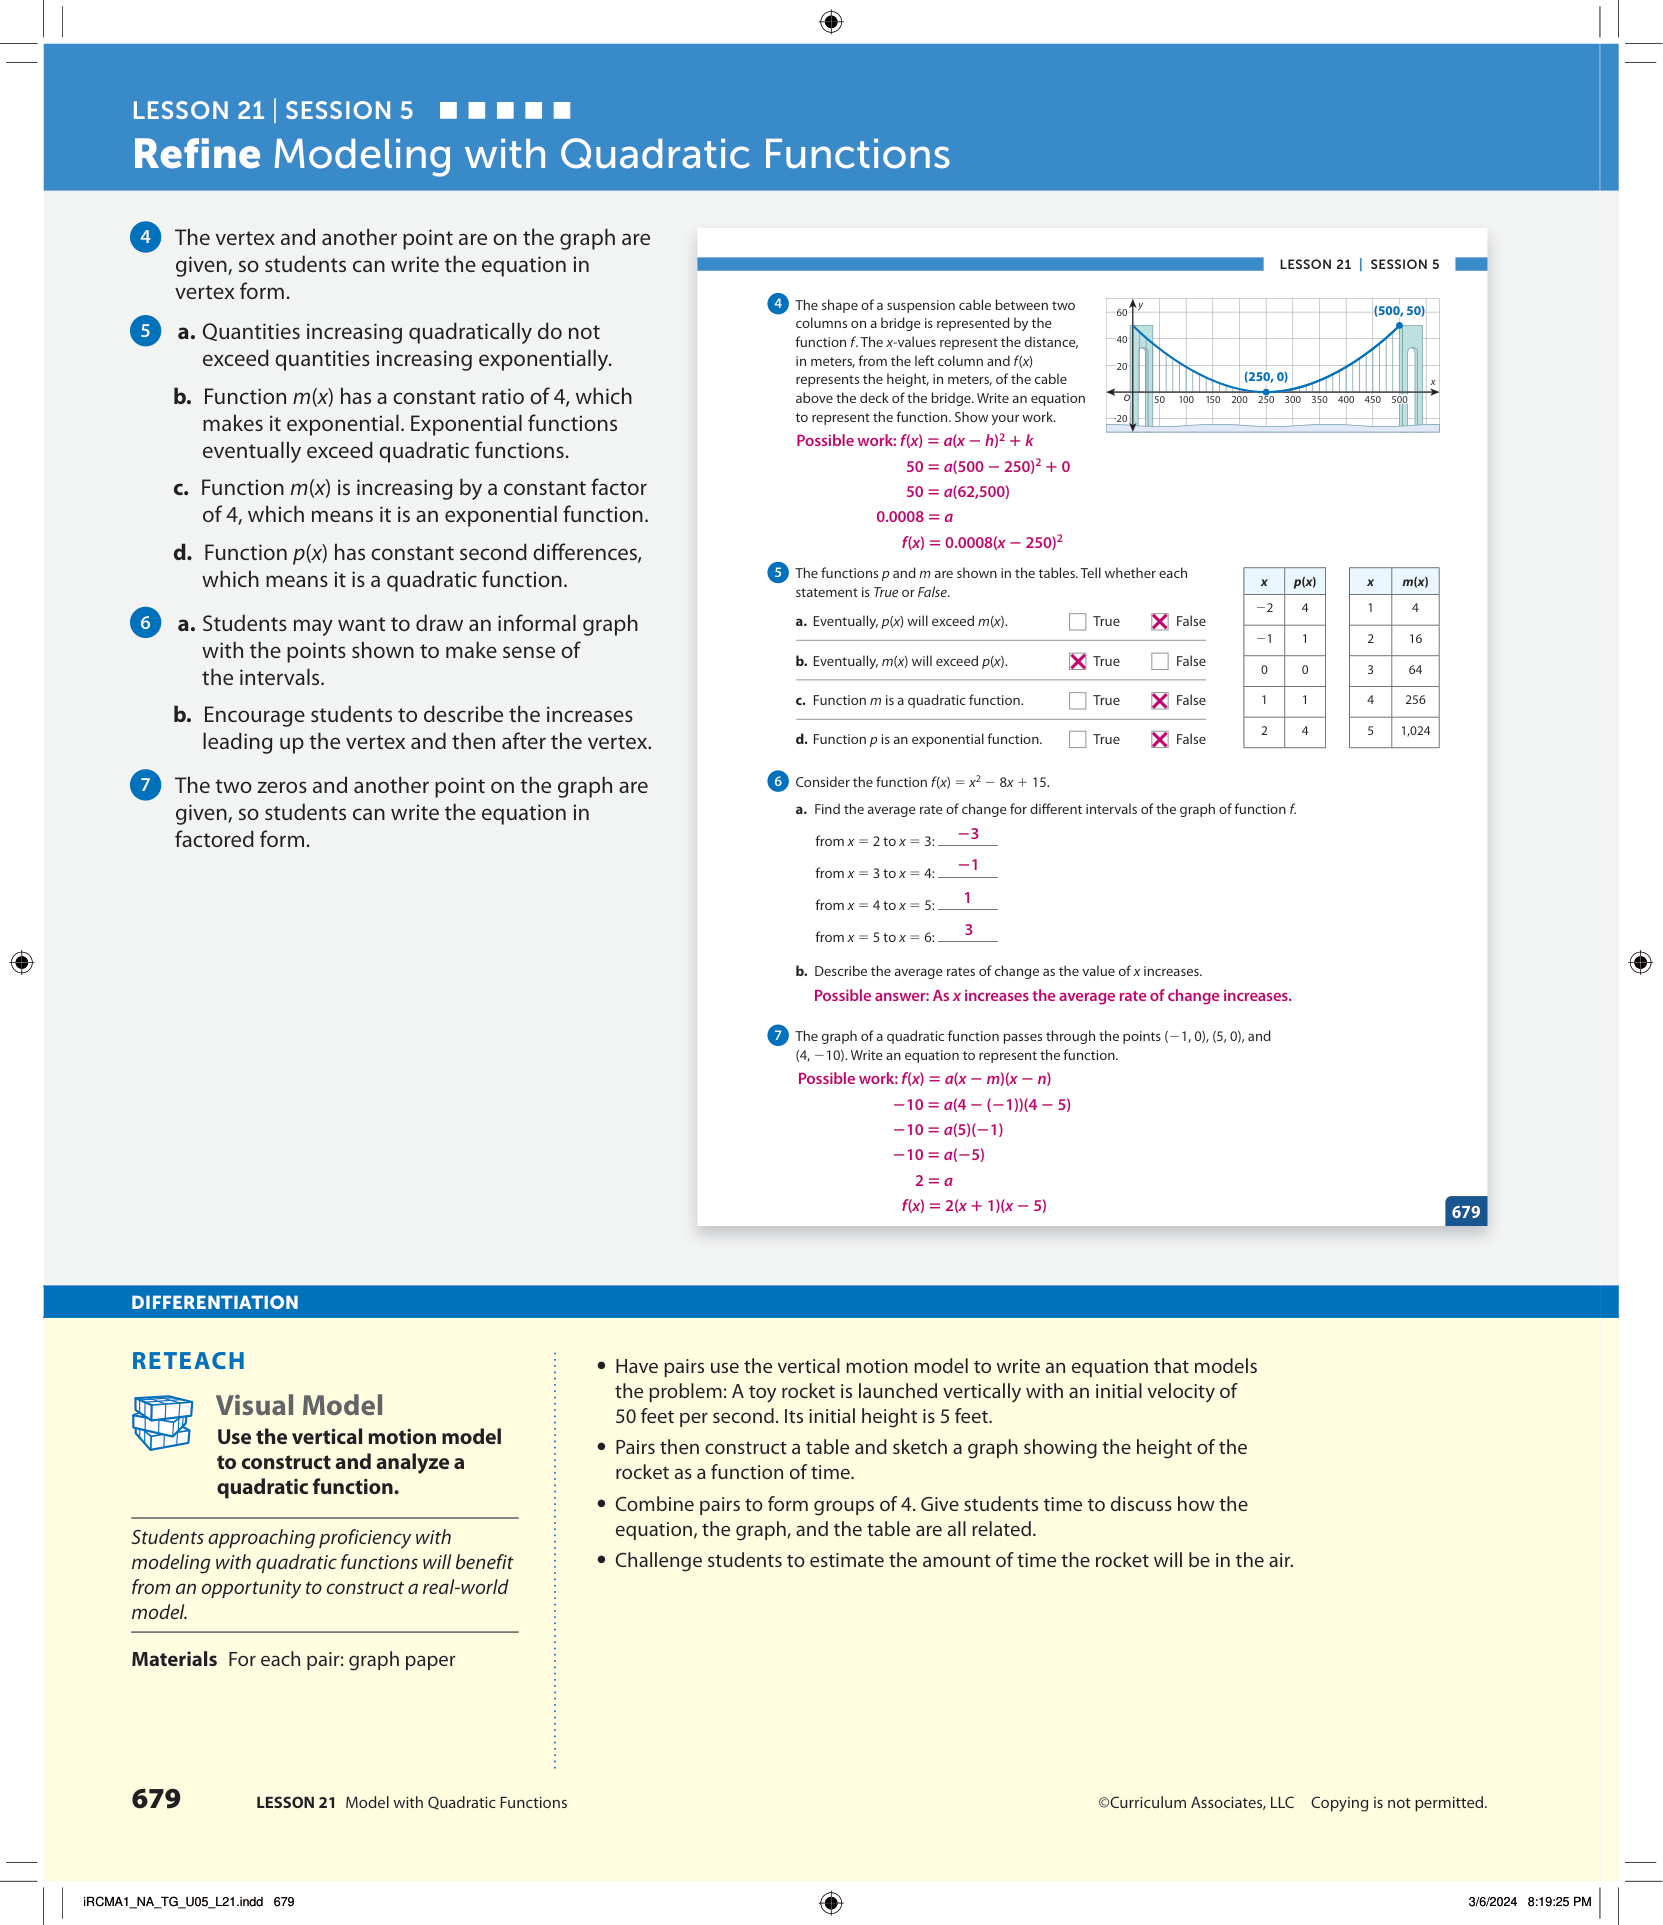 LESSON 21 | SESSION 5
Refine Modeling with Quadratic Functions
4 The vertex and another point on the graph are
given, so students can write the equation in
vertex form.
5 a. Quantities increasing quadratically do not
exceed quantities increasing exponentially.
b. Function m(x) has a constant ratio of 4, which
makes it exponential. Exponential functions
eventually exceed quadratic functions.
c. Function m(x) is increasing by a constant factor
of 4, which means it is an exponential function.
d. Function p(x) has constant second differences,
which means it is a quadratic function.
6 a. Students may want to draw an informal graph
with the points shown to make sense of
the intervals.
b. Encourage students to describe the increases
leading up the vertex and then after the vertex.
7 The two zeros and another point on the graph are
given, so students can write the equation in
factored form.
LESSON 21 | SESSION 5
4 The shape of a suspension cable between two
columns on a bridge is represented by the
function f. The x-values represent the distance,
in meters, from the left column and f(x)
represents the height, in meters, of the cable
above the deck of the bridge. Write an equation
to represent the function. Show your work.
y
60
40
20
-20
(500, 50)
(250, 0)
x
O 50 100 150 200 250 300 350 400 450 500
Possible work: f(x) = a(x − h)² + k
50 = a(500 − 250)² + 0
50 = a(62,500)
0.0008 = a
f(x) = 0.0008(x − 250)²
5 The functions p and m are shown in the tables. Tell whether each
statement is True or False.
a. Eventually, p(x) will exceed m(x). True False
b. Eventually, m(x) will exceed p(x). True False
c. Function m is a quadratic function. True False
d. Function p is an exponential function. True False
x p(x)
−2 4
−1 1
0 0
1 1
2 4
x m(x)
1 4
2 16
3 64
4 256
5 1,024
6 Consider the function f(x) = x² − 8x + 15.
a. Find the average rate of change for different intervals of the graph of function f.
from x = 2 to x = 3: −3
from x = 3 to x = 4: −1
from x = 4 to x = 5: 1
from x = 5 to x = 6: 3
b. Describe the average rates of change as the value of x increases.
Possible answer: As x increases the average rate of change increases.
7 The graph of a quadratic function passes through the points (−1, 0), (5, 0), and
(4, −10). Write an equation to represent the function.
Possible work: f(x) = a(x − m)(x − n)
−10 = a(4 − (−1))(4 − 5)
−10 = a(5)(−1)
−10 = a(−5)
2 = a
f(x) = 2(x + 1)(x − 5)
679
DIFFERENTIATION
RETEACH
Visual Model
Use the vertical motion model
to construct and analyze a
quadratic function.
Students approaching proficiency with
modeling with quadratic functions will benefit
from an opportunity to construct a real-world
model.
Materials For each pair: graph paper
• Have pairs use the vertical motion model to write an equation that models
the problem: A toy rocket is launched vertically with an initial velocity of
50 feet per second. Its initial height is 5 feet.
• Pairs then construct a table and sketch a graph showing the height of the
rocket as a function of time.
• Combine pairs to form groups of 4. Give students time to discuss how the
equation, the graph, and the table are all related.
• Challenge students to estimate the amount of time the rocket will be in the air.
679 LESSON 21 Model with Quadratic Functions
©Curriculum Associates, LLC Copying is not permitted.
iRCMA1_NA_TG_U05_L21.indd 679
3/6/2024 8:19:25 PM